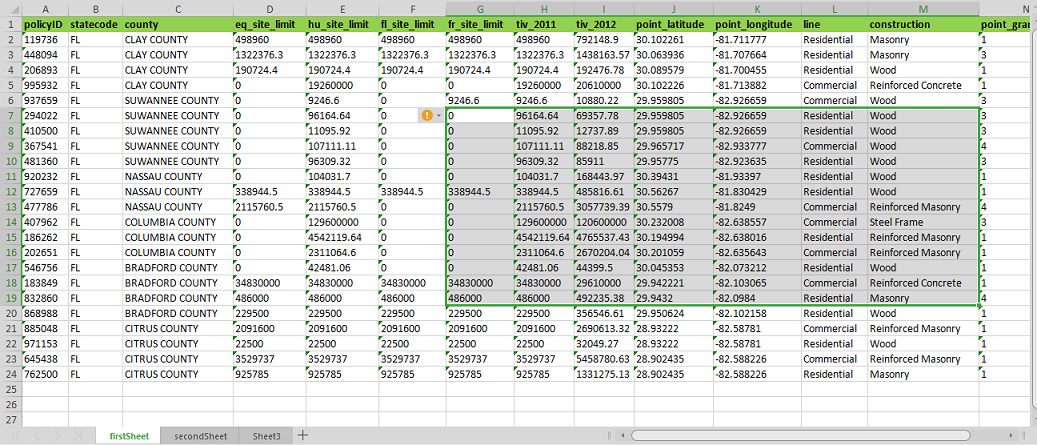 A B C D E F G H I J K L M N
1 policyID statecode county eq_site_limit hu_site_limit fl_site_limit fr_site_limit tiv_2011 tiv_2012 point_latitude point_longitude line construction point_gra
2 119736 FL CLAY COUNTY 498960 498960 498960 498960 498960 792148.9 30.102261 -81.711777 Residential Masonry 1
3 448094 FL CLAY COUNTY 1322376.3 1322376.3 1322376.3 1322376.3 1322376.3 1438163.57 30.063936 -81.707664 Residential Masonry 3
4 206893 FL CLAY COUNTY 190724.4 190724.4 190724.4 190724.4 190724.4 192476.78 30.089579 -81.700455 Residential Wood 1
5 995932 FL CLAY COUNTY 0 19260000 0 0 19260000 20610000 30.102226 -81.713882 Commercial Reinforced Concrete 1
6 937659 FL SUWANNEE COUNTY 0 9246.6 0 9246.6 9246.6 10880.22 29.959805 -82.926659 Commercial Wood 3
7 294022 FL SUWANNEE COUNTY 0 96164.64 0 0 96164.64 69357.78 29.959805 -82.926659 Residential Wood 3
8 410500 FL SUWANNEE COUNTY 0 11095.92 0 0 11095.92 12737.89 29.959805 -82.926659 Residential Wood 3
9 367541 FL SUWANNEE COUNTY 0 107111.11 0 0 107111.11 88218.85 29.965717 -82.933777 Commercial Wood 4
10 481360 FL SUWANNEE COUNTY 0 96309.32 0 0 96309.32 85911 29.95775 -82.923635 Residential Wood 3
11 920232 FL NASSAU COUNTY 0 104031.7 0 0 104031.7 168443.97 30.39431 -81.93397 Residential Wood 1
12 727659 FL NASSAU COUNTY 338944.5 338944.5 338944.5 338944.5 338944.5 485816.61 30.56267 -81.830429 Residential Wood 1
13 477786 FL NASSAU COUNTY 2115760.5 2115760.5 0 0 2115760.5 3057739.39 30.5579 -81.8249 Commercial Reinforced Masonry 4
14 407962 FL COLUMBIA COUNTY 0 129600000 0 0 129600000 120600000 30.232008 -82.638557 Commercial Steel Frame 3
15 186262 FL COLUMBIA COUNTY 0 4542119.64 0 0 4542119.64 4765537.43 30.194994 -82.638016 Residential Reinforced Masonry 1
16 202651 FL COLUMBIA COUNTY 0 2311064.6 0 0 2311064.6 2670204.04 30.201059 -82.635643 Commercial Reinforced Masonry 1
17 546756 FL BRADFORD COUNTY 0 42481.06 0 0 42481.06 44399.5 30.045353 -82.073212 Residential Wood 1
18 183849 FL BRADFORD COUNTY 34830000 34830000 34830000 34830000 34830000 29610000 29.942221 -82.103065 Commercial Reinforced Concrete 1
19 832860 FL BRADFORD COUNTY 486000 486000 486000 486000 486000 492235.38 29.9432 -82.0984 Residential Masonry 4
20 868988 FL BRADFORD COUNTY 229500 229500 229500 229500 229500 356546.61 29.950624 -82.102158 Residential Wood 1
21 885048 FL CITRUS COUNTY 2091600 2091600 2091600 2091600 2091600 2690613.32 28.93222 -82.58781 Commercial Reinforced Masonry 1
22 971153 FL CITRUS COUNTY 22500 22500 22500 22500 22500 32049.27 28.93222 -82.58781 Residential Wood 1
23 645438 FL CITRUS COUNTY 3529737 3529737 3529737 3529737 3529737 5458780.63 28.902435 -82.588226 Commercial Reinforced Masonry 1
24 762500 FL CITRUS COUNTY 925785 925785 925785 925785 925785 1331275.13 28.902435 -82.588226 Residential Masonry 1
25
26
27
firstSheet secondSheet Sheet3